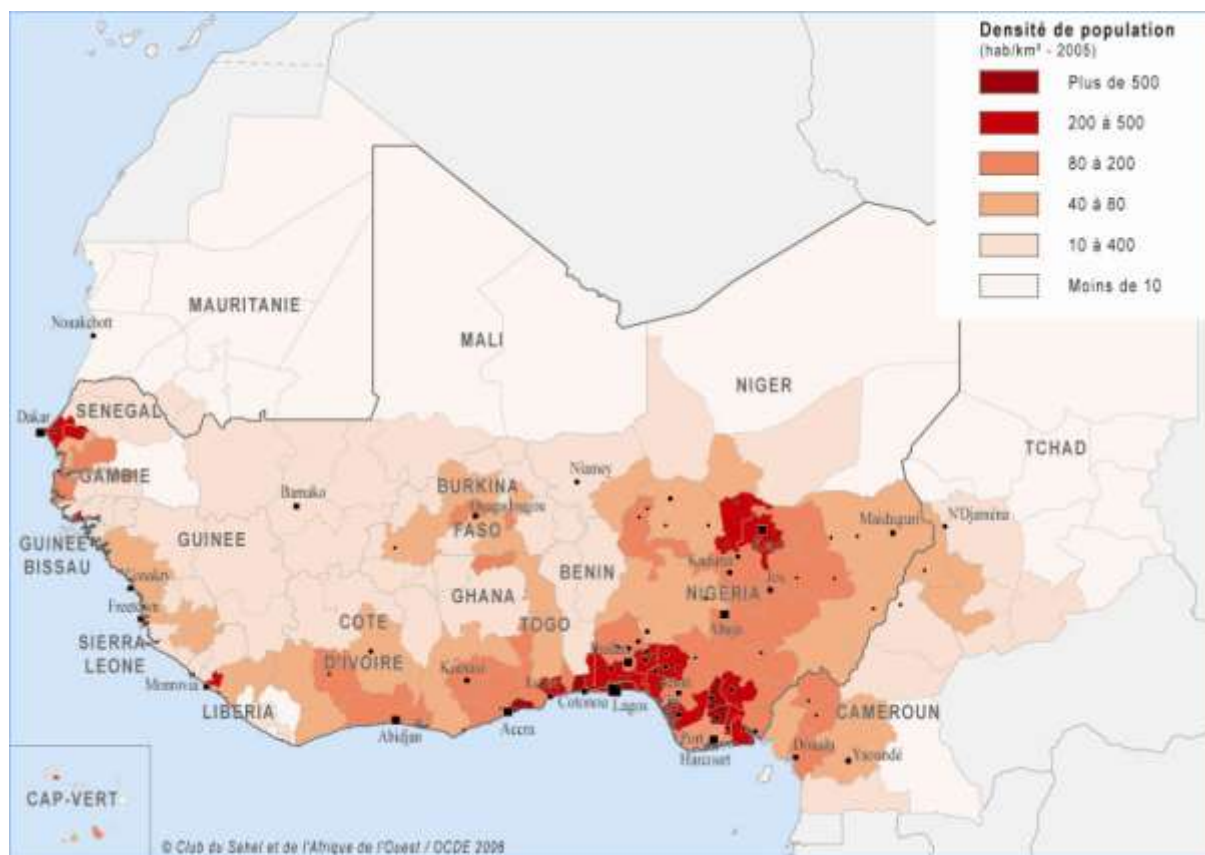 Densité de population
(hab/km² - 2005)
Plus de 500
200 à 500
80 à 200
40 à 80
10 à 400
Moins de 10
MAURITANIE
Nouakchott
MALI
NIGER
TCHAD
Dakar
SENEGAL
GAMBIE
Bamako
BURKINA
FASO
Niamey
Maiduguri
N'Djaména
GUINEE
BISSAU
GUINEE
BENIN
Kaduna
Jos
NIGERIA
Abuja
Conakry
Freetown
SIERRA-
LEONE
GHANA
TOGO
COTE
D'IVOIRE
Kumasi
Monrovia
LIBERIA
Abidjan
Accra
Cotonou
Lagos
Port
Harcourt
CAMEROUN
Douala
Yaoundé
CAP-VERT
© Club du Sahel et de l'Afrique de l'Ouest / OCDE 2006